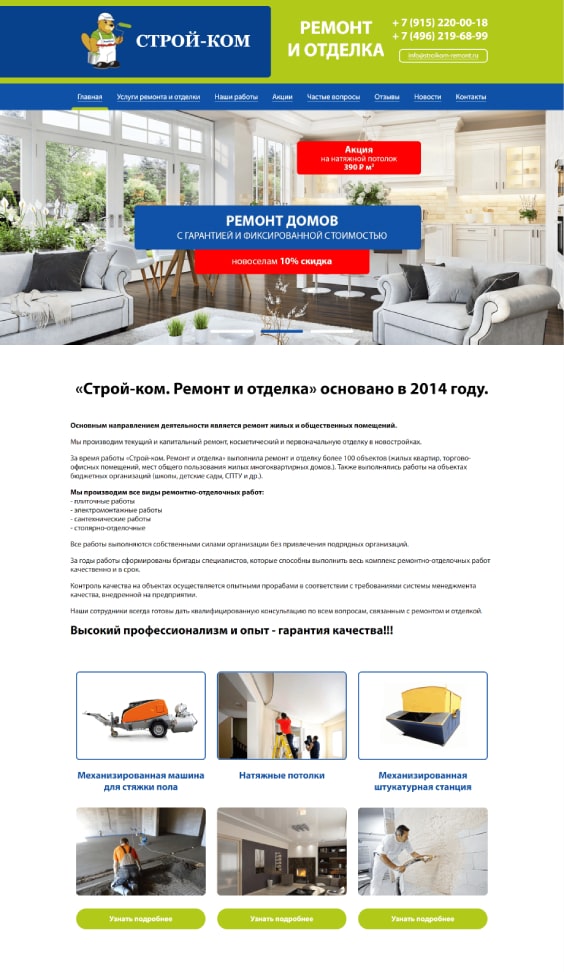 СТРОЙ-КОМ
РЕМОНТ
И ОТДЕЛКА
+ 7 (915) 220-00-18
+ 7 (496) 219-68-99
info@stroikom-remont.ru
Главная Услуги ремонта и отделки Наши работы Акции Частые вопросы Отзывы Новости Контакты
Акция
на натяжной потолок
390 ₽ м²
РЕМОНТ ДОМОВ
С ГАРАНТИЕЙ И ФИКСИРОВАННОЙ СТОИМОСТЬЮ
новоселам 10% скидка
«Строй-ком. Ремонт и отделка» основано в 2014 году.
Основным направлением деятельности является ремонт жилых и общественных помещений.
Мы производим текущий и капитальный ремонт, косметический и первоначальную отделку в новостройках.
За время работы «Строй-ком, Ремонт и отделка» выполнила ремонт и отделку более 100 объектов (жилых квартир, торгово-
офисных помещений, мест общего пользования жилых многоквартирных домов.). Также выполнялись работы на объектах
бюджетных организаций (школы, детские сады, СПТУ и др.).
Мы производим все виды ремонтно-отделочных работ:
- плиточные работы
- электромонтажные работы
- сантехнические работы
- столярно-отделочные
Все работы выполняются собственными силами организации без привлечения подрядных организаций.
За годы работы сформированы бригады специалистов, которые способны выполнить весь комплекс ремонтно-отделочных работ
качественно и в срок.
Контроль качества на объектах осуществляется опытными прорабами в соответствии с требованиями системы менеджмента
качества, внедренной на предприятии.
Наши сотрудники всегда готовы дать квалифицированную консультацию по всем вопросам, связанным с ремонтом и отделкой.
Высокий профессионализм и опыт - гарантия качества!!!
Механизированная машина
для стяжки пола
Натяжные потолки
Механизированная
штукатурная станция
Узнать подробнее
Узнать подробнее
Узнать подробнее